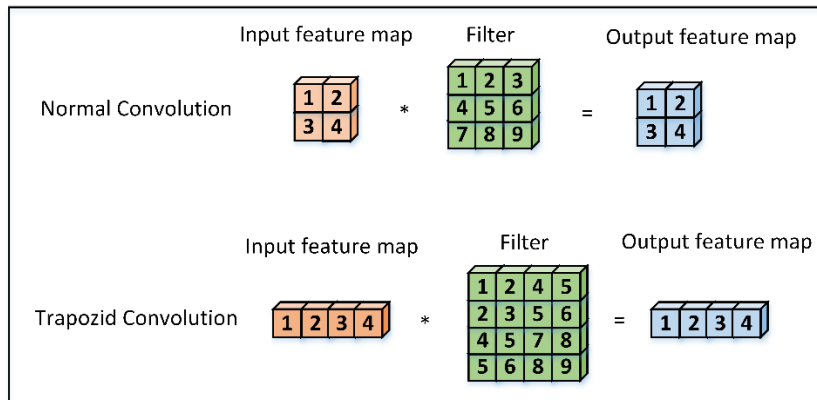 Input feature map Filter Output feature map
Normal Convolution
1 2
3 4
*
1 2 3
4 5 6
7 8 9
=
1 2
3 4
Input feature map Filter Output feature map
Trapozid Convolution
1 2 3 4
*
1 2 4 5
2 3 5 6
4 5 7 8
5 6 8 9
=
1 2 3 4